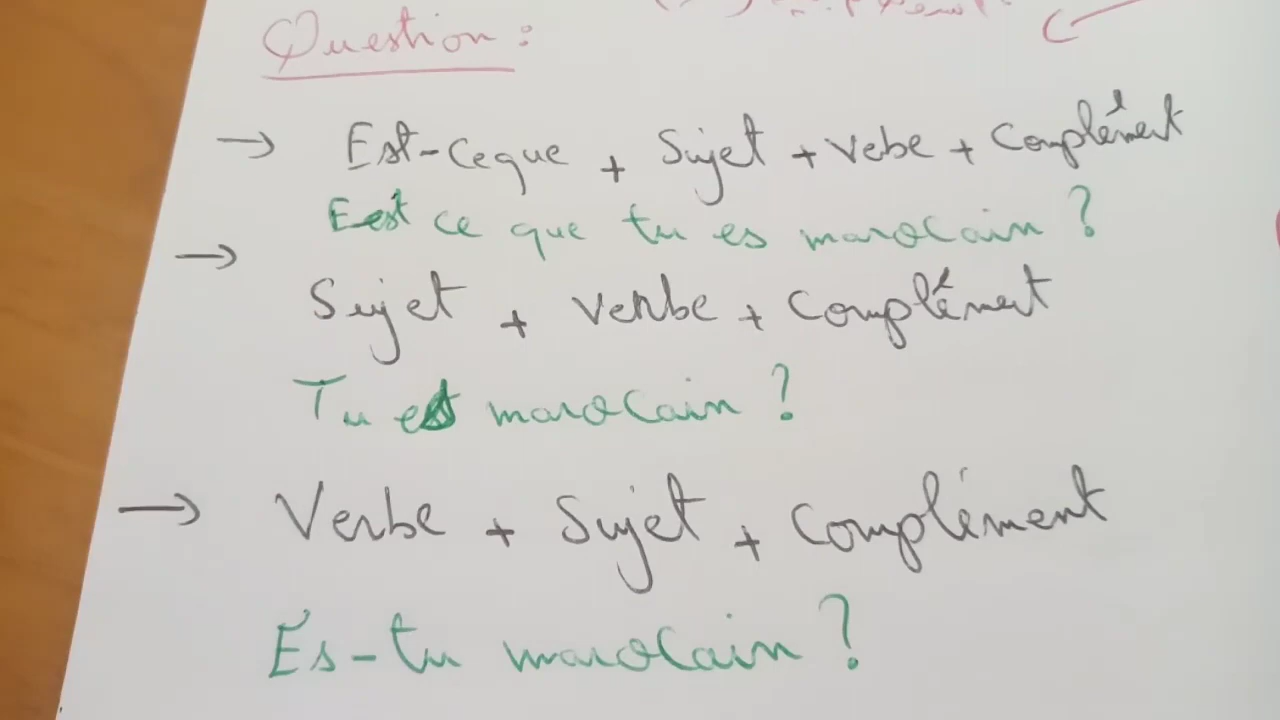 Question :
→ Est-ceque + Sujet + Vebe + Complément
Est ce que tu es marocain ?
→ Sujet + Verbe + Complément
Tu es marocain ?
→ Verbe + Sujet + Complément
Es-tu marocain ?